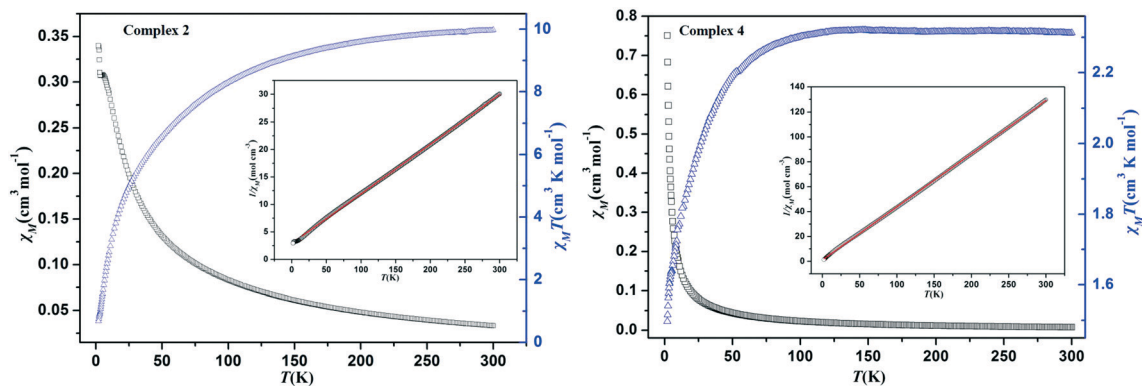 Complex 2
0.35
0.30
0.25
0.20
0.15
0.10
0.05
χM(cm³ mol⁻¹)
10
8
6
4
2
0
χMT(cm³ K mol⁻¹)
0 50 100 150 200 250 300
T(K)
35
30
25
20
15
10
5
0
1/χM(mol cm⁻³)
0 50 100 150 200 250 300
T(K)
Complex 4
0.8
0.7
0.6
0.5
0.4
0.3
0.2
0.1
0.0
χM(cm³ mol⁻¹)
2.2
2.1
1.8
1.6
1.5
χMT(cm³ K mol⁻¹)
0 50 100 150 200 250 300
T(K)
140
120
100
80
60
40
20
0
1/χM(mol cm⁻³)
0 50 100 150 200 250 300
T(K)